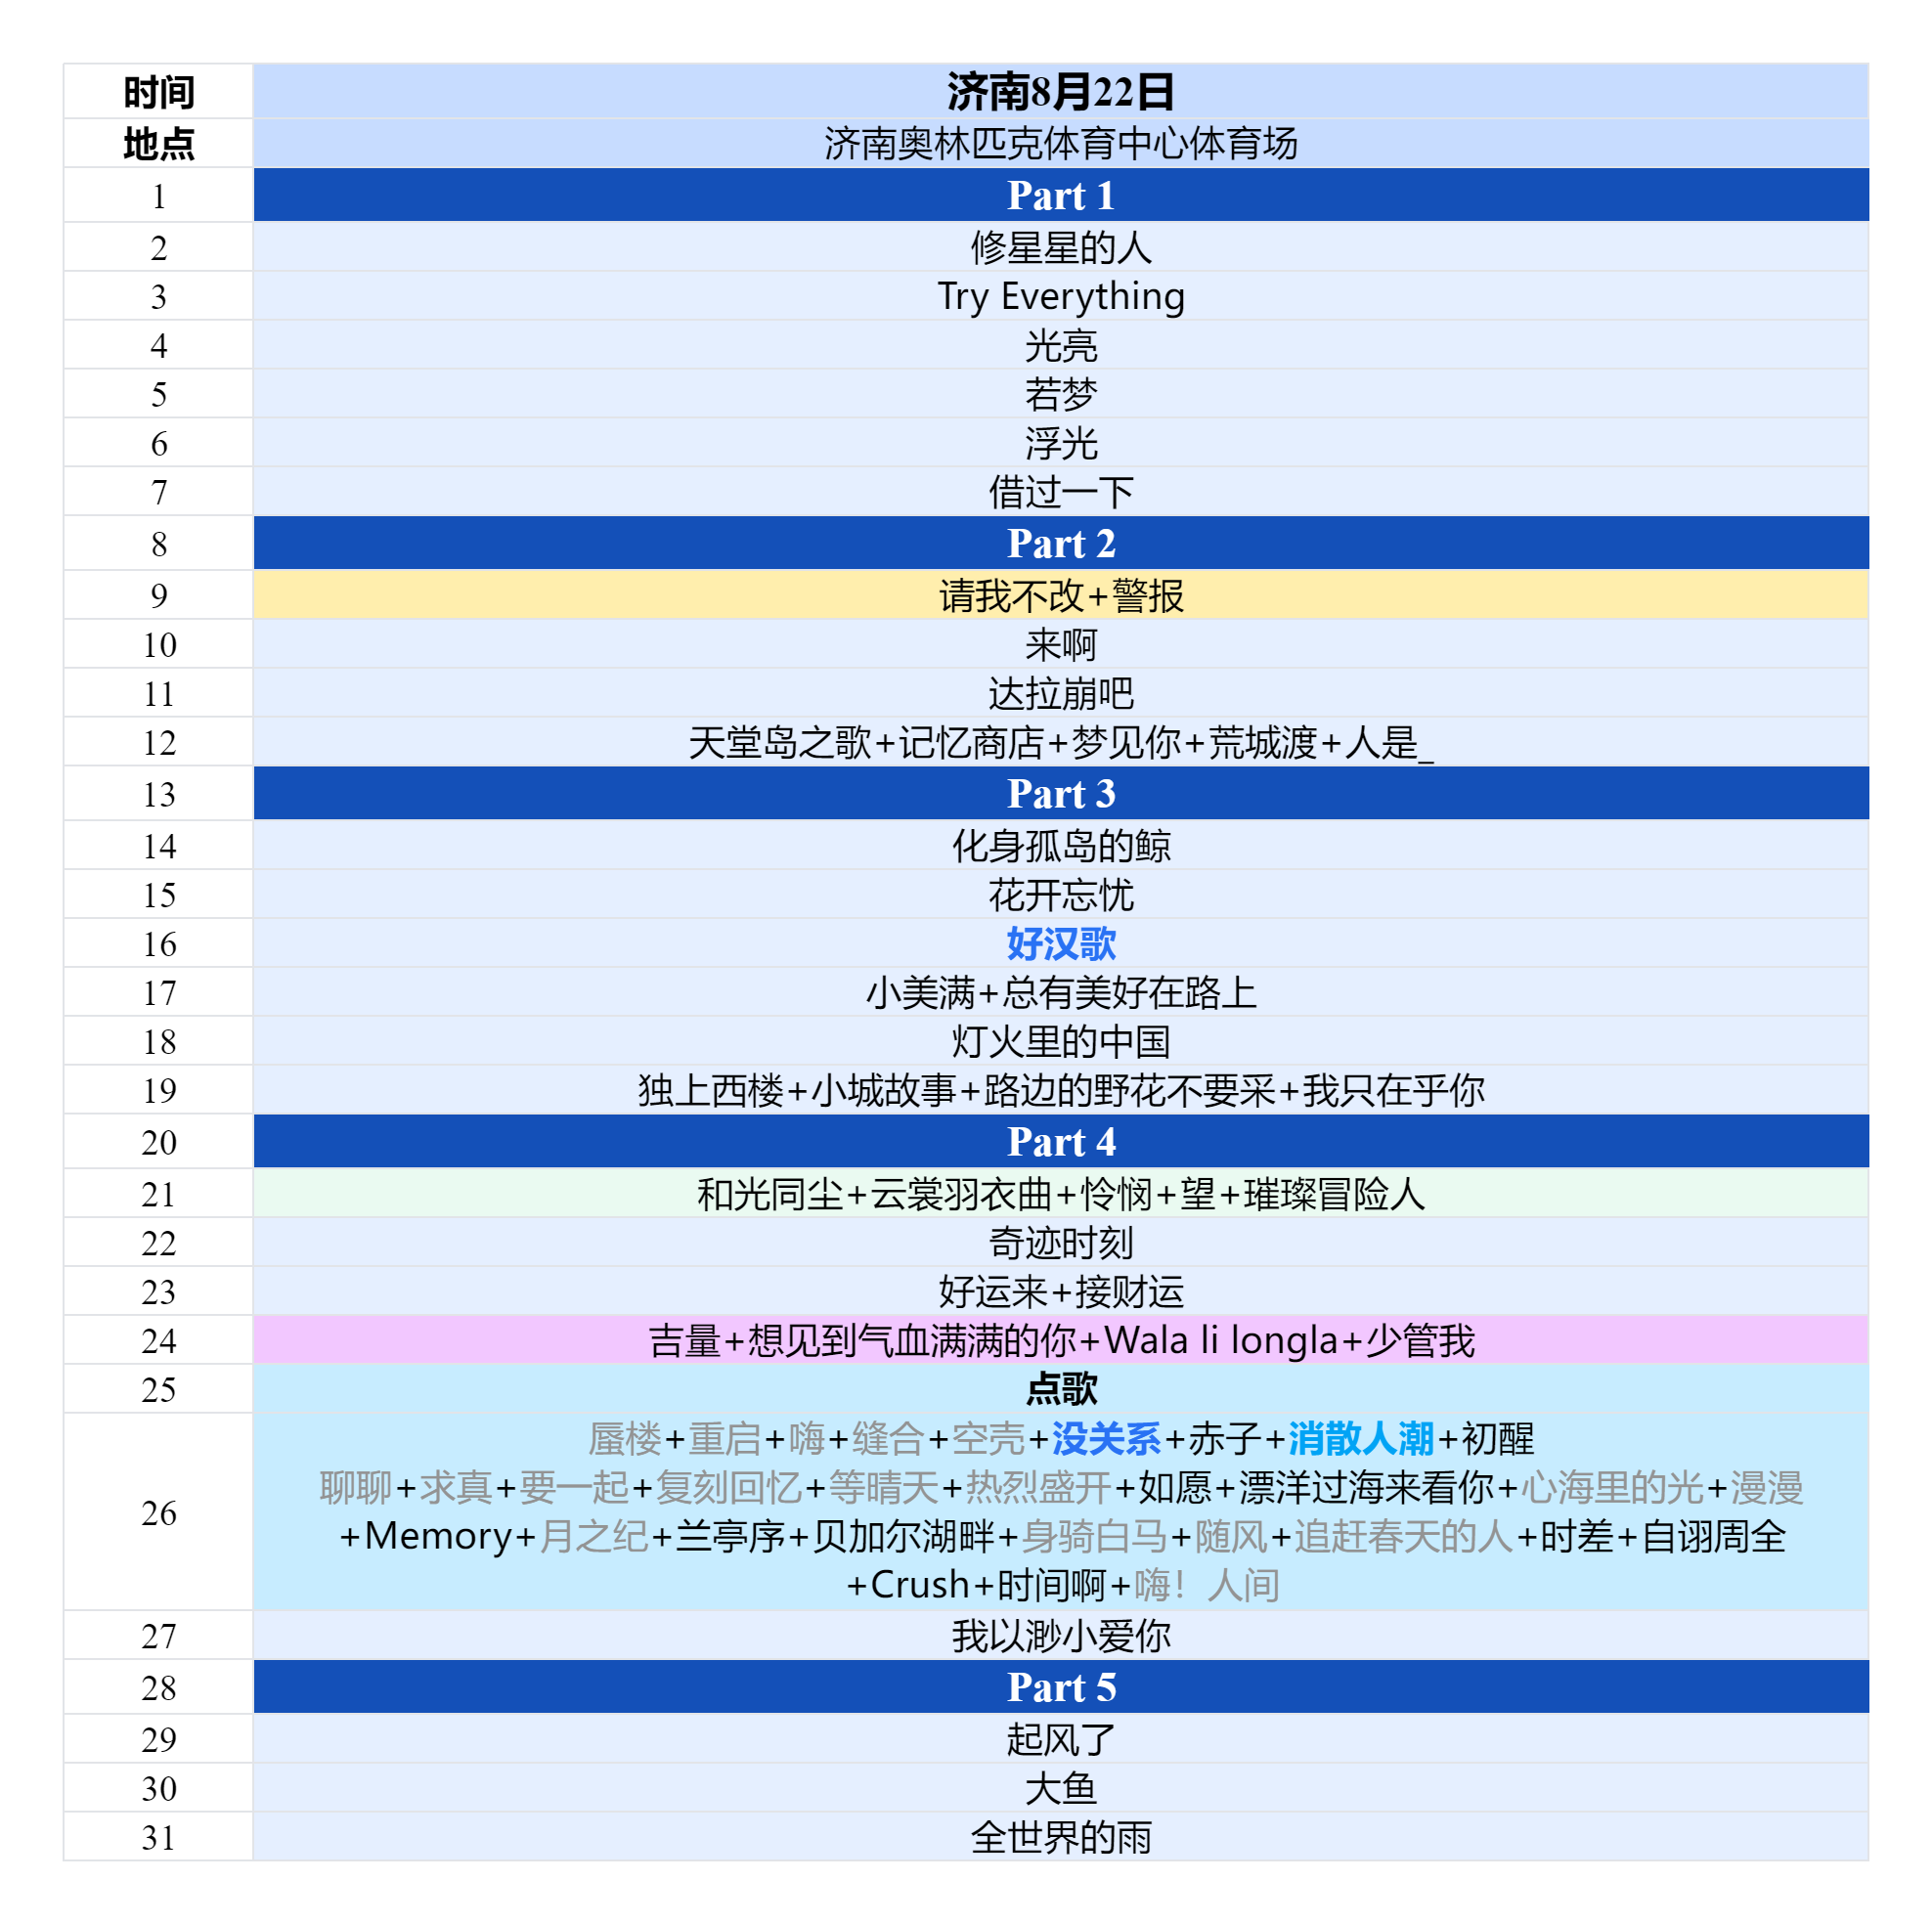 时间 济南8月22日
地点 济南奥林匹克体育中心体育场
1 Part 1
2 修星星的人
3 Try Everything
4 光亮
5 若梦
6 浮光
7 借过一下
8 Part 2
9 请我不改+警报
10 来啊
11 达拉崩吧
12 天堂岛之歌+记忆商店+梦见你+荒城渡+人是_
13 Part 3
14 化身孤岛的鲸
15 花开忘忧
16 好汉歌
17 小美满+总有美好在路上
18 灯火里的中国
19 独上西楼+小城故事+路边的野花不要采+我只在乎你
20 Part 4
21 和光同尘+云裳羽衣曲+怜悯+望+璀璨冒险人
22 奇迹时刻
23 好运来+接财运
24 吉量+想见到气血满满的你+Wala li longla+少管我
25 点歌
26 蜃楼+重启+嗨+缝合+空壳+没关系+赤子+消散人潮+初醒
聊聊+求真+要一起+复刻回忆+等晴天+热烈盛开+如愿+漂洋过海来看你+心海里的光+漫漫
+Memory+月之纪+兰亭序+贝加尔湖畔+身骑白马+随风+追赶春天的人+时差+自诩周全
+Crush+时间啊+嗨！人间
27 我以渺小爱你
28 Part 5
29 起风了
30 大鱼
31 全世界的雨